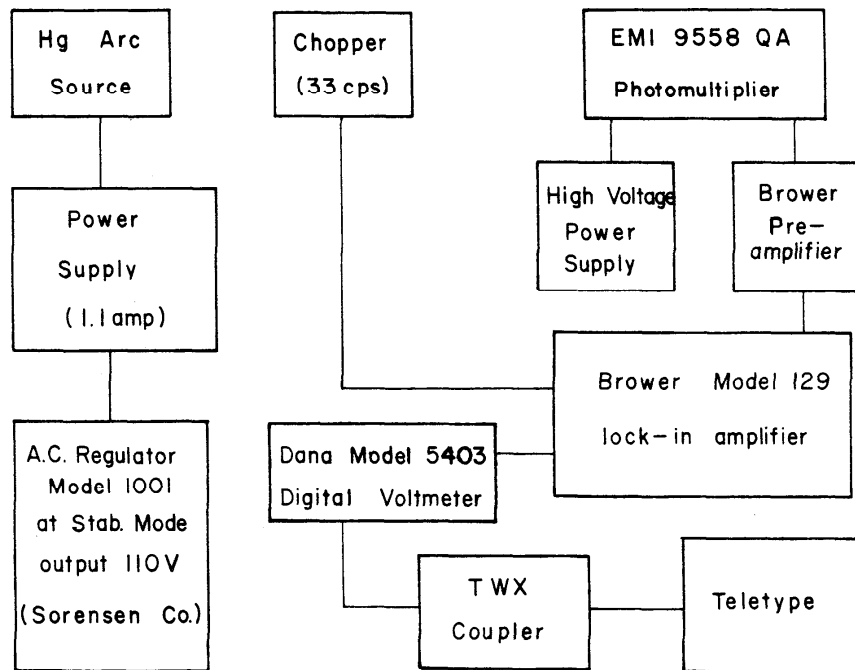 Hg Arc
Source
Chopper
(33 cps)
EMI 9558 QA
Photomultiplier
Power
Supply
(1.1 amp)
High Voltage
Power
Supply
Brower
Pre-
amplifier
Brower Model 129
lock-in amplifier
A.C. Regulator
Model 1001
at Stab. Mode
output 110V
(Sorensen Co.)
Dana Model 5403
Digital Voltmeter
TWX
Coupler
Teletype